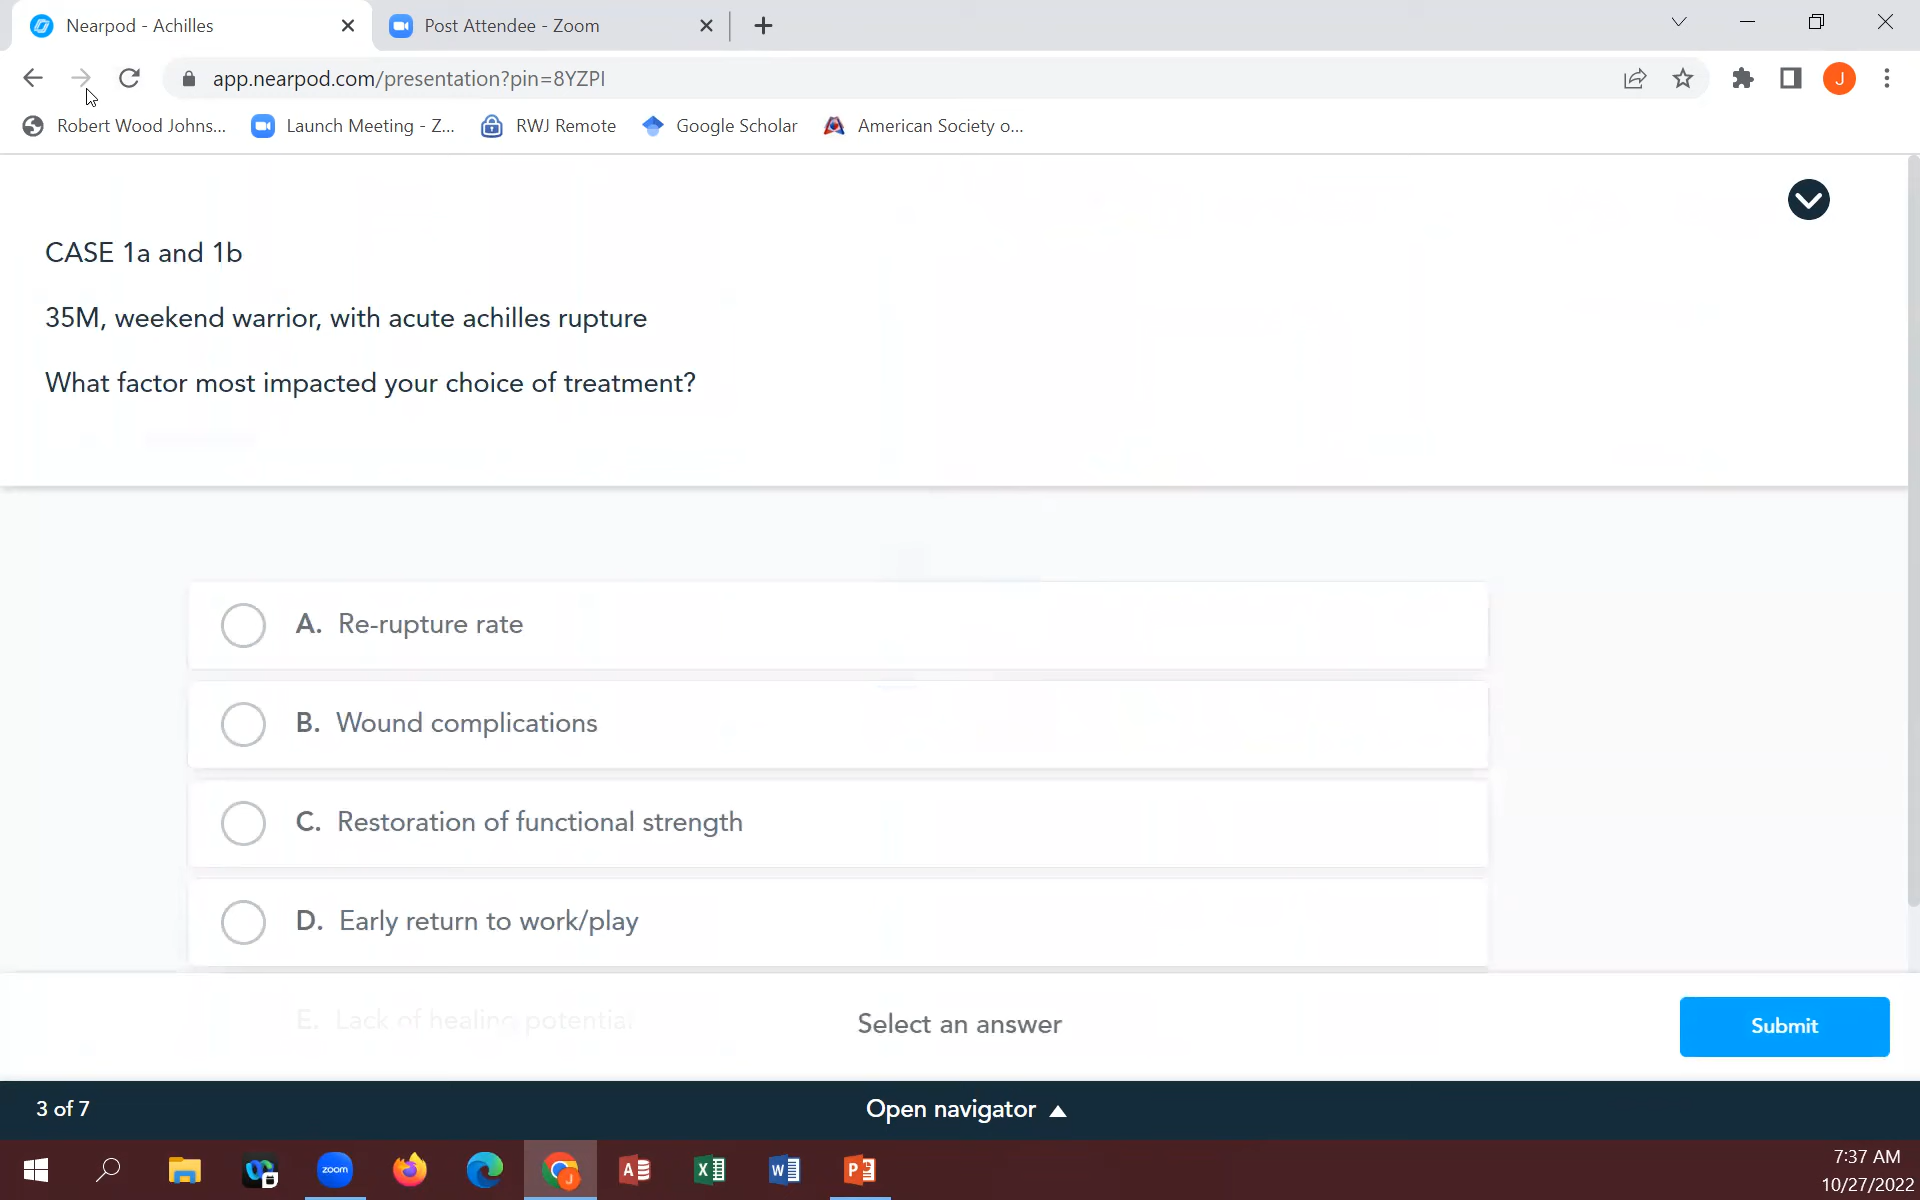 Nearpod - Achilles
Post Attendee - Zoom
app.nearpod.com/presentation?pin=8YZPI
J
Robert Wood Johns...
Launch Meeting - Z...
RWJ Remote
Google Scholar
American Society o...
CASE 1a and 1b
35M, weekend warrior, with acute achilles rupture
What factor most impacted your choice of treatment?
A. Re-rupture rate
B. Wound complications
C. Restoration of functional strength
D. Early return to work/play
E. Lack of healing potential
Select an answer
Submit
3 of 7
Open navigator
zoom
J
A
X
W
P
7:37 AM
10/27/2022